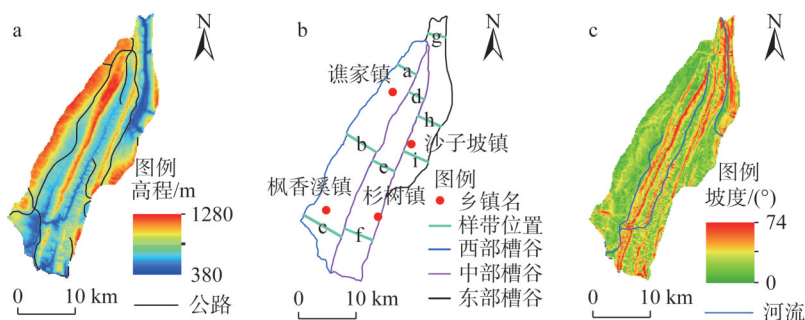 a
N
图例
高程/m
1280
380
公路
0 10 km
b
N
g
a
谯家镇
d
h
沙子坡镇
b
i
e
枫香溪镇
杉树镇
c
f
图例
乡镇名
样带位置
西部槽谷
中部槽谷
东部槽谷
0 10 km
c
N
图例
坡度/(°)
74
0
河流
0 10 km